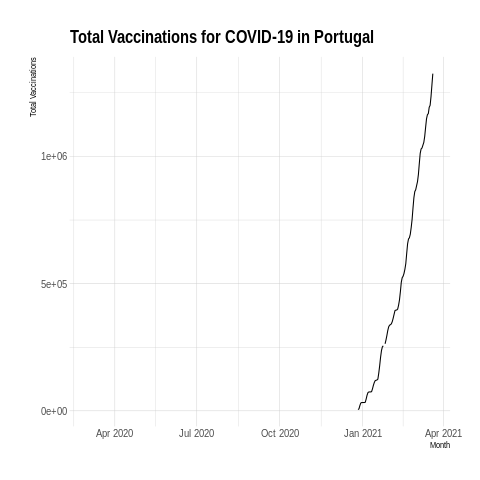 Total Vaccinations for COVID-19 in Portugal
Total Vaccinations
1e+06
5e+05
0e+00
Apr 2020
Jul 2020
Oct 2020
Jan 2021
Apr 2021
Month